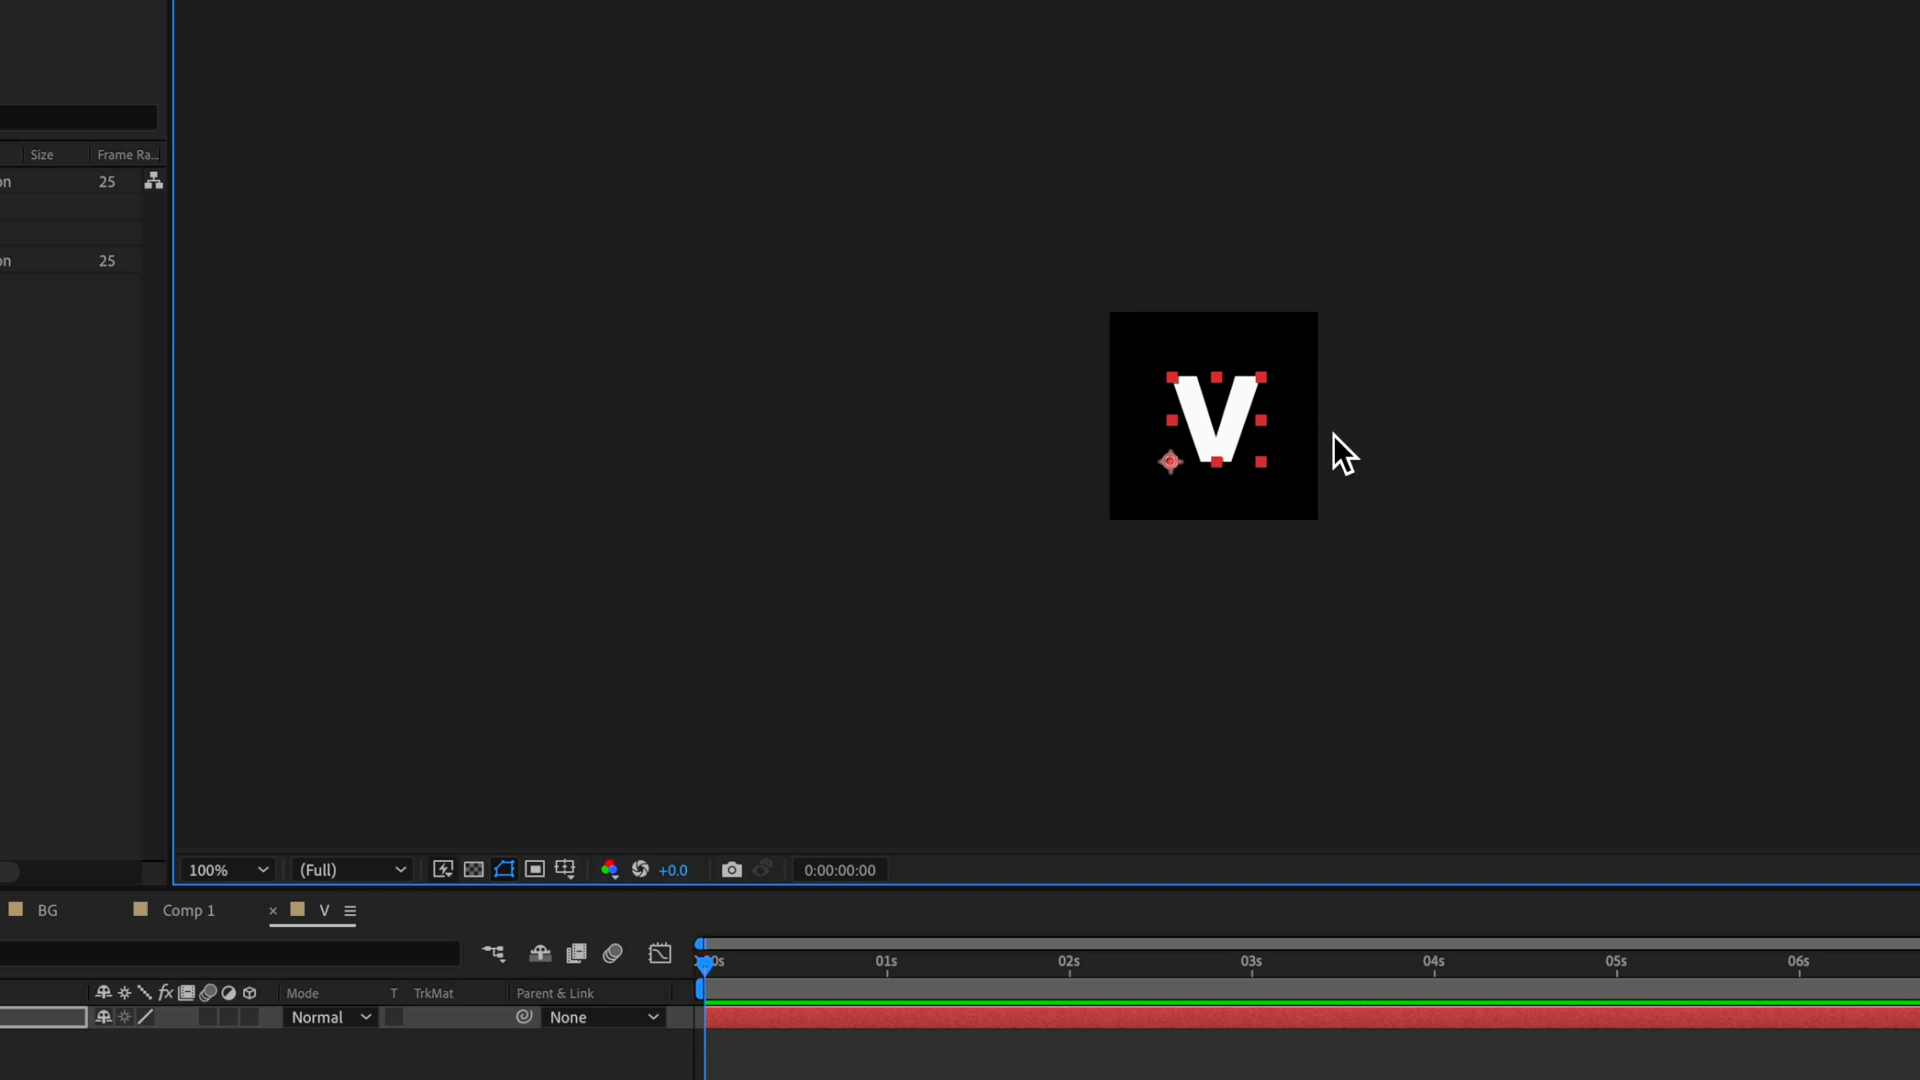 Size Frame Ra...
on 25
on 25
V
100% (Full) +0.0 0:00:00:00
BG Comp 1 V
01s 02s 03s 04s 05s 06s
fx Mode T TrkMat Parent & Link
Normal None